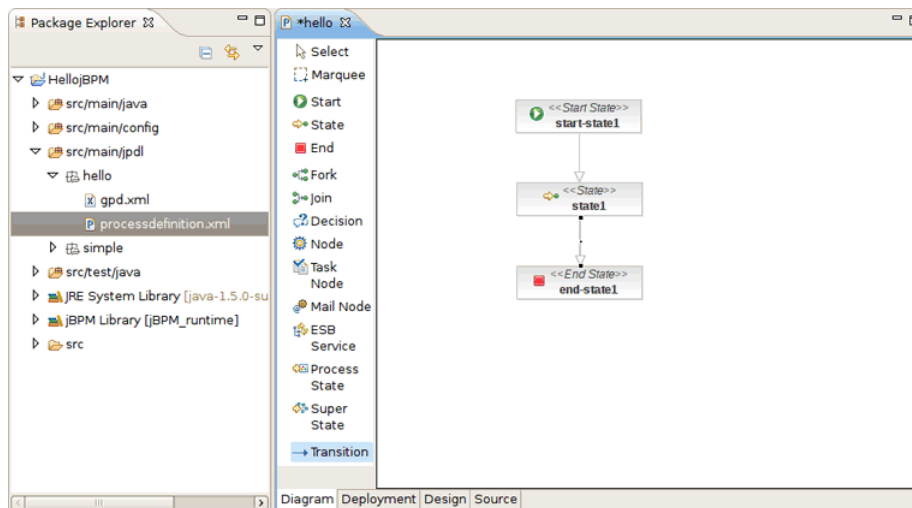 Package Explorer
HellojBPM
src/main/java
src/main/config
src/main/jpdl
hello
gpd.xml
processdefinition.xml
simple
src/test/java
JRE System Library [java-1.5.0-su
jBPM Library [jBPM_runtime]
src
*hello
Select
Marquee
Start
State
End
Fork
Join
Decision
Node
Task
Node
Mail Node
ESB
Service
Process
State
Super
State
Transition
<<Start State>>
start-state1
<<State>>
state1
<<End State>>
end-state1
Diagram Deployment Design Source